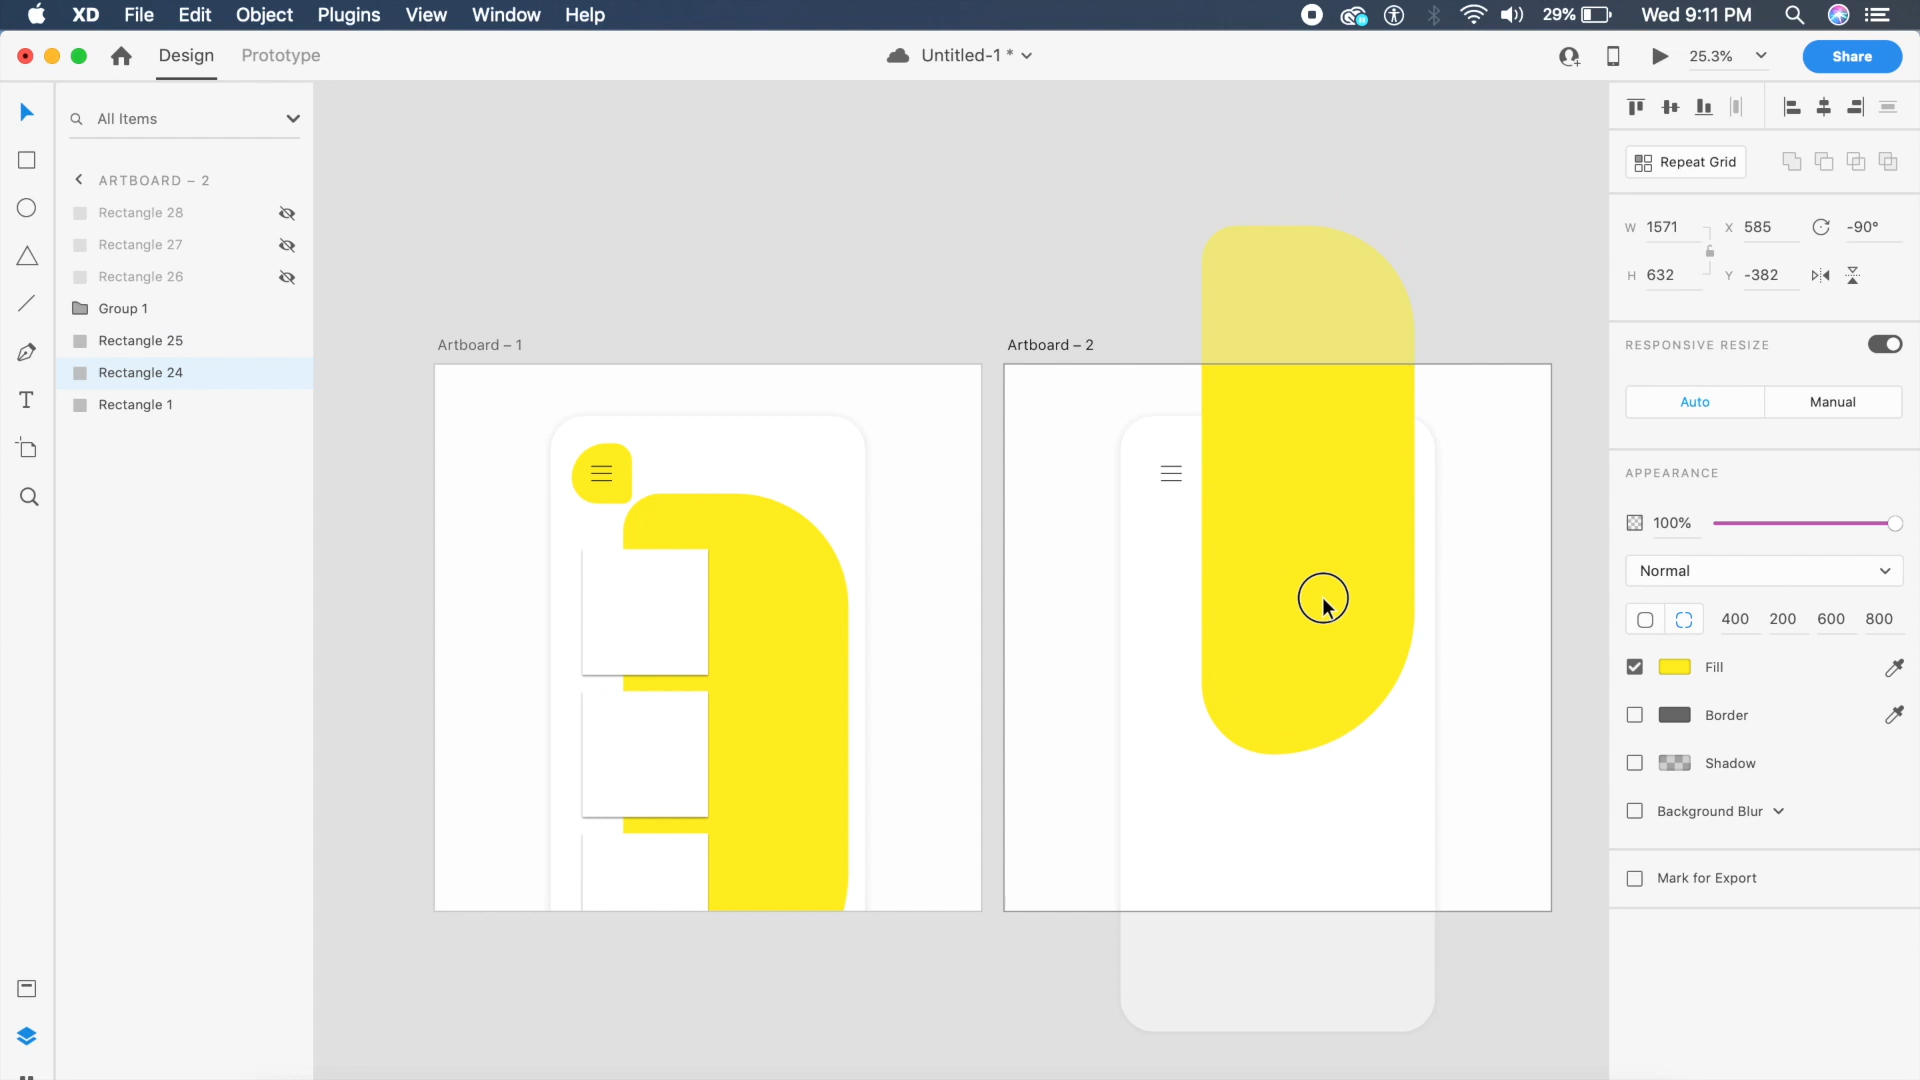 XD File Edit Object Plugins View Window Help 29% Wed 9:11 PM
Design Prototype Untitled-1 * 25.3% Share
All Items
ARTBOARD – 2
Rectangle 28
Rectangle 27
Rectangle 26
Group 1
Rectangle 25
Rectangle 24
Rectangle 1
Artboard – 1
Artboard – 2
Repeat Grid
W 1571 X 585 -90°
H 632 Y -382
RESPONSIVE RESIZE
Auto Manual
APPEARANCE
100%
Normal
400 200 600 800
Fill
Border
Shadow
Background Blur
Mark for Export